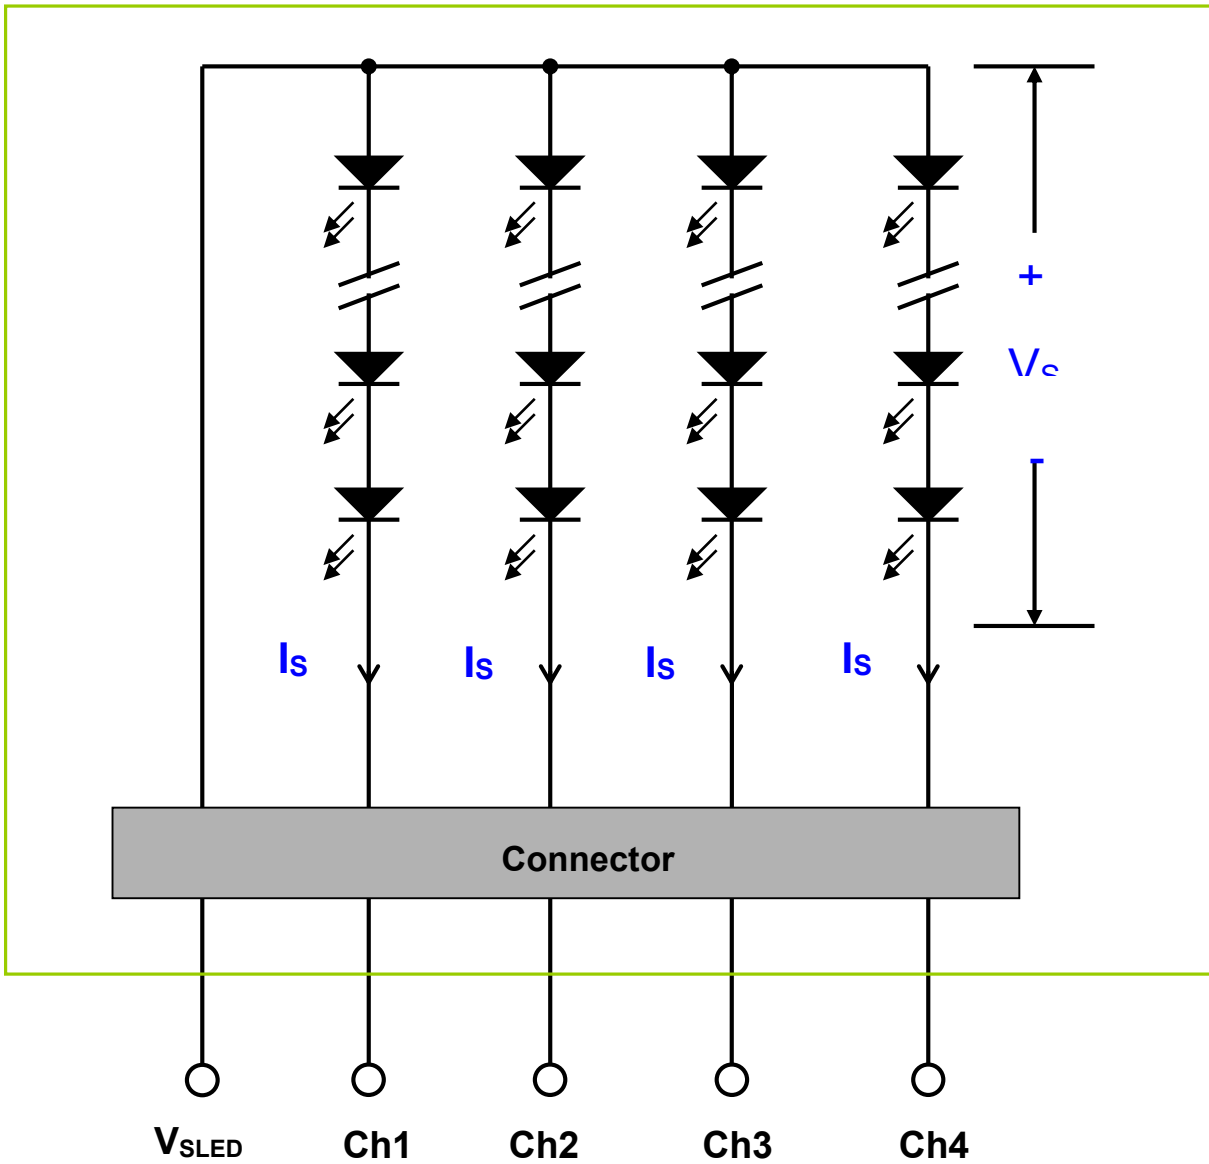 +
VS
-
IS IS IS IS
Connector
VSLED Ch1 Ch2 Ch3 Ch4